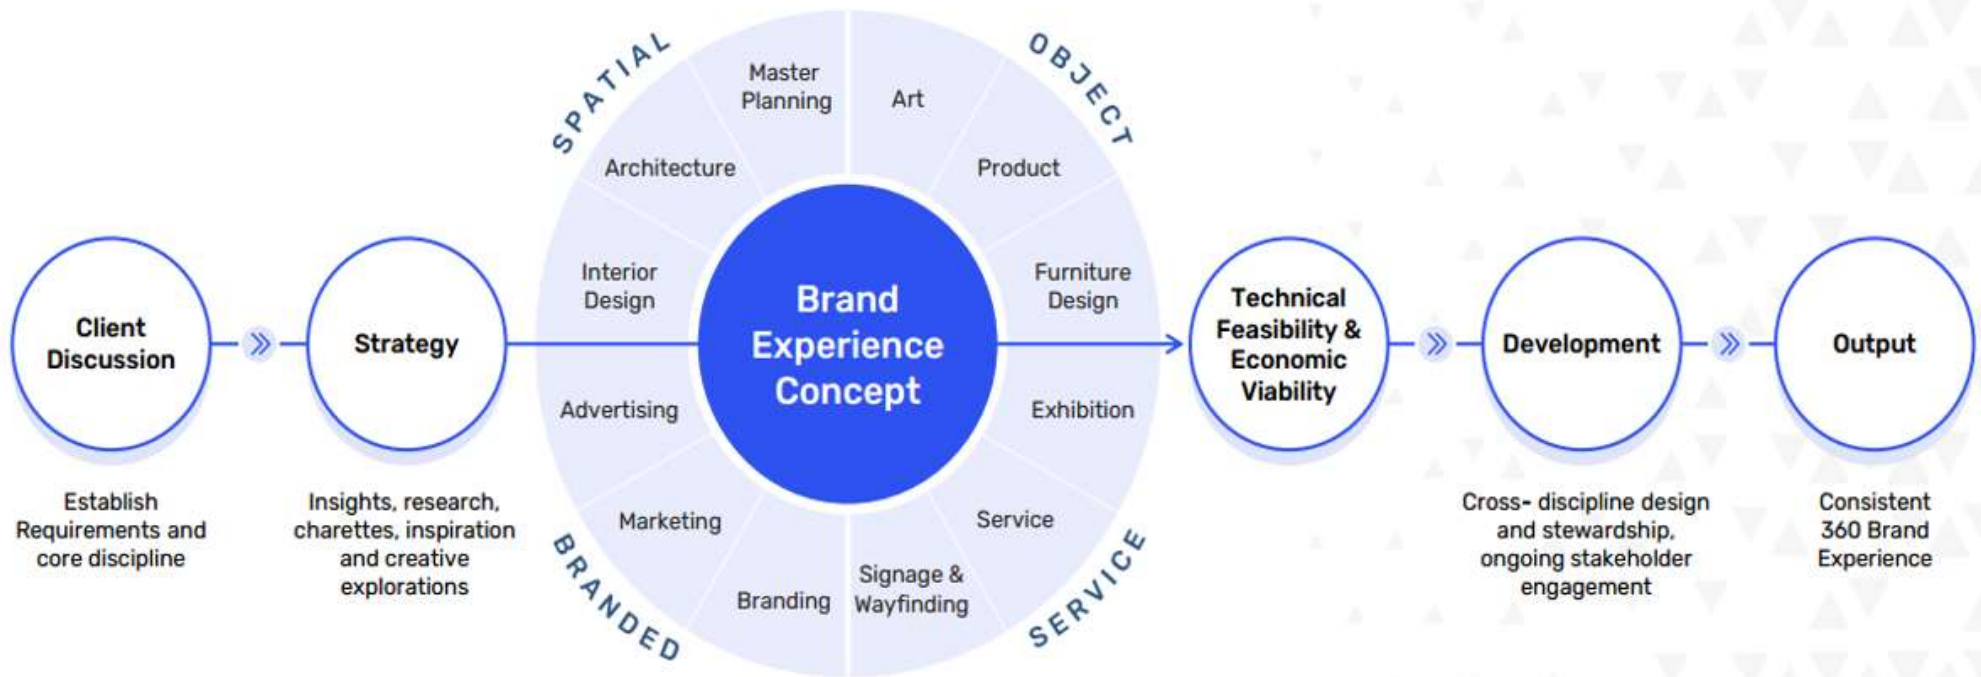 Client
Discussion
Establish
Requirements and
core discipline
Strategy
Insights, research,
charettes, inspiration
and creative
explorations
SPATIAL
Master
Planning
Architecture
Interior
Design
OBJECT
Art
Product
Furniture
Design
Brand
Experience
Concept
BRANDED
Advertising
Marketing
Branding
SERVICE
Exhibition
Service
Signage &
Wayfinding
Technical
Feasibility &
Economic
Viability
Development
Cross- discipline design
and stewardship,
ongoing stakeholder
engagement
Output
Consistent
360 Brand
Experience